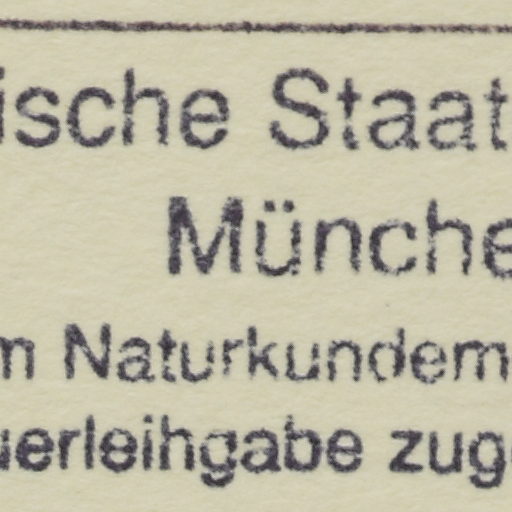 ische Staat
Münche
m Naturkundem
uerleihgabe zug